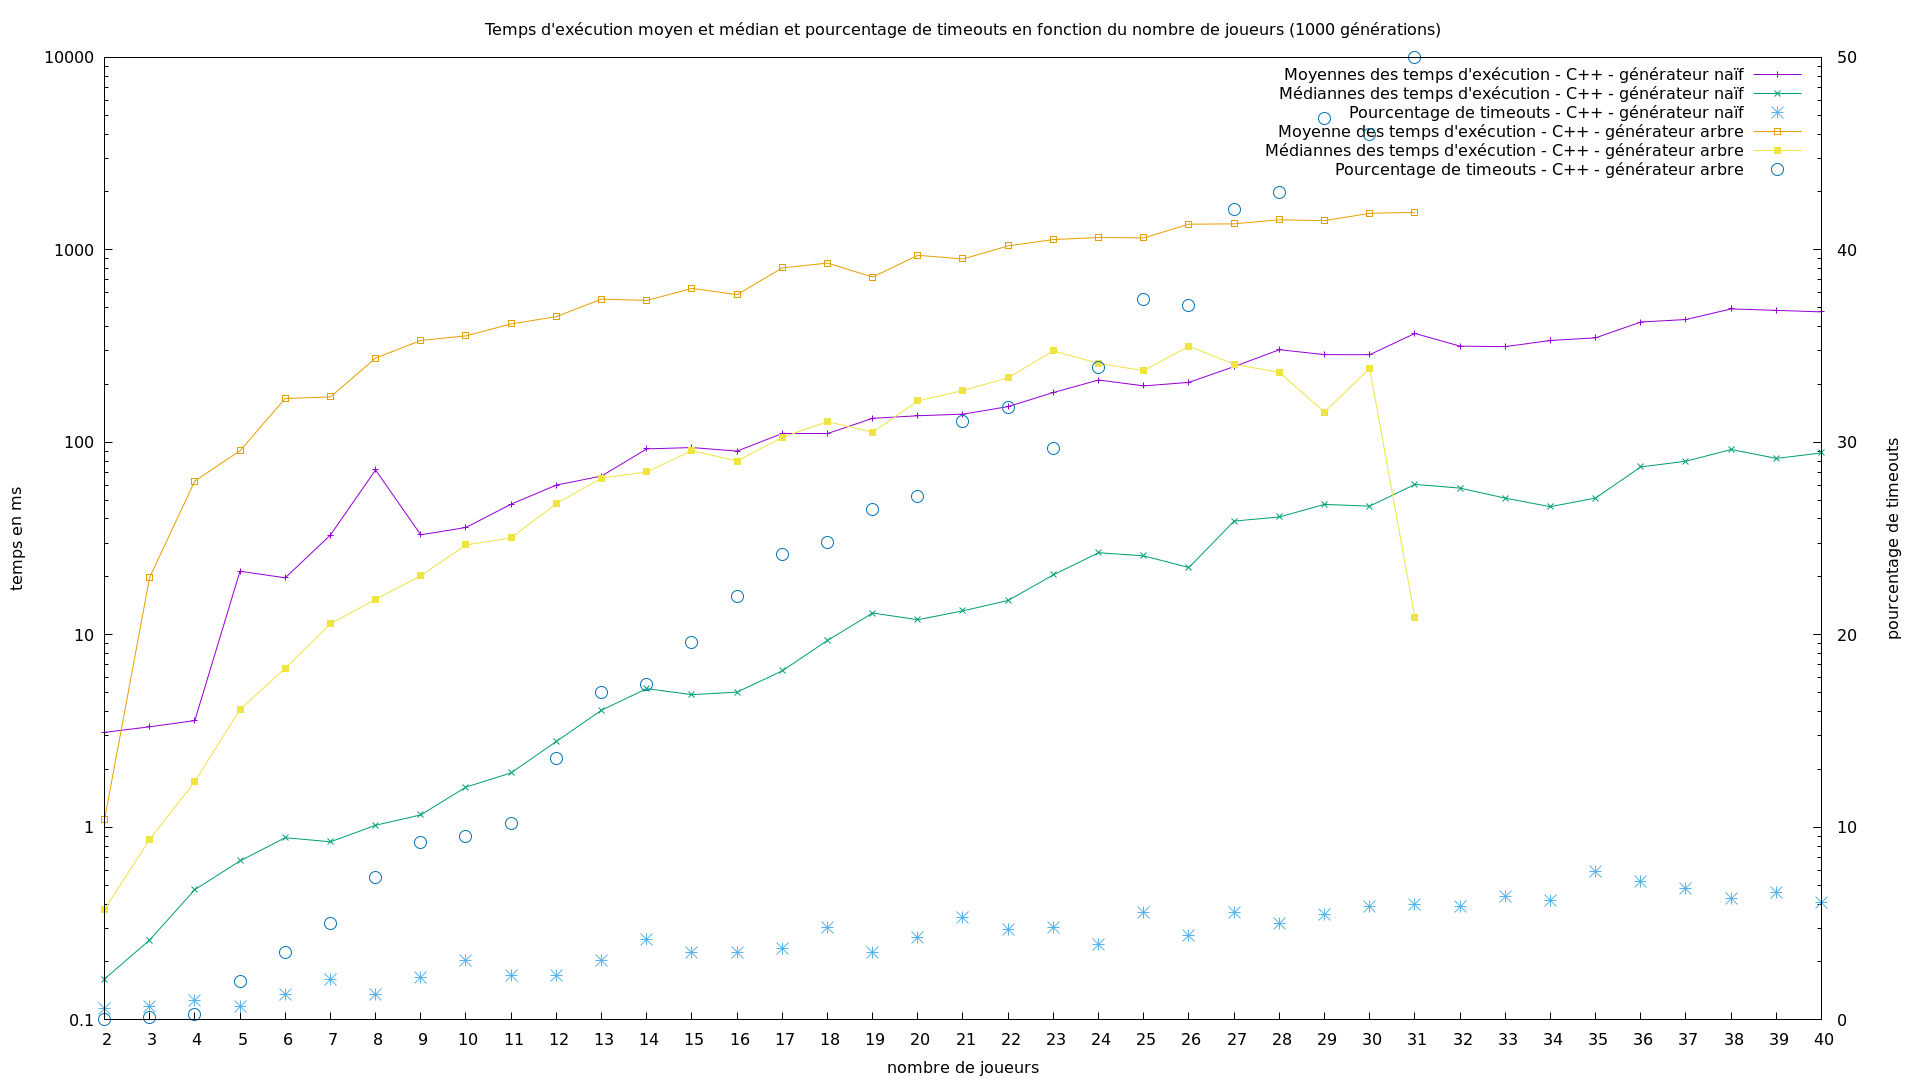 Temps d'exécution moyen et médian et pourcentage de timeouts en fonction du nombre de joueurs (1000 générations)
10000
1000
100
10
1
0.1
temps en ms
50
40
30
20
10
0
pourcentage de timeouts
Moyennes des temps d'exécution - C++ - générateur naïf
Médiannes des temps d'exécution - C++ - générateur naïf
Pourcentage de timeouts - C++ - générateur naïf
Moyenne des temps d'exécution - C++ - générateur arbre
Médiannes des temps d'exécution - C++ - générateur arbre
Pourcentage de timeouts - C++ - générateur arbre
2 3 4 5 6 7 8 9 10 11 12 13 14 15 16 17 18 19 20 21 22 23 24 25 26 27 28 29 30 31 32 33 34 35 36 37 38 39 40
nombre de joueurs